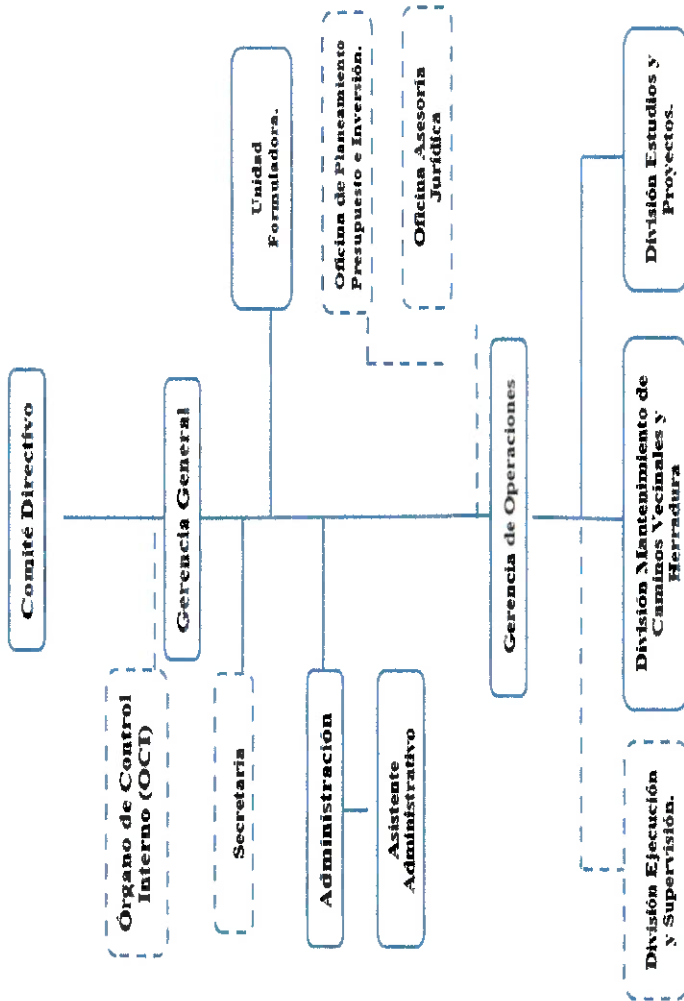 Comité Directivo
Órgano de Control
Interno (OCI)
Gerencia General
Secretaria
Unidad
Formuladora.
Administración
Asistente
Administrativo
Oficina de Planeamiento
Presupuesto e Inversión.
Oficina Asesoria
Jurídica
Gerencia de Operaciones
División Ejecución
y Supervisión.
División Mantenimiento de
Caminos Vecinales y
Herradura
División Estudios y
Proyectos.